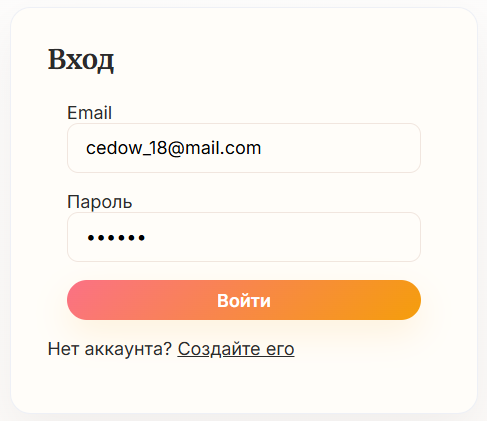 Вход
Email
cedow_18@mail.com
Пароль
••••••
Войти
Нет аккаунта? Создайте его